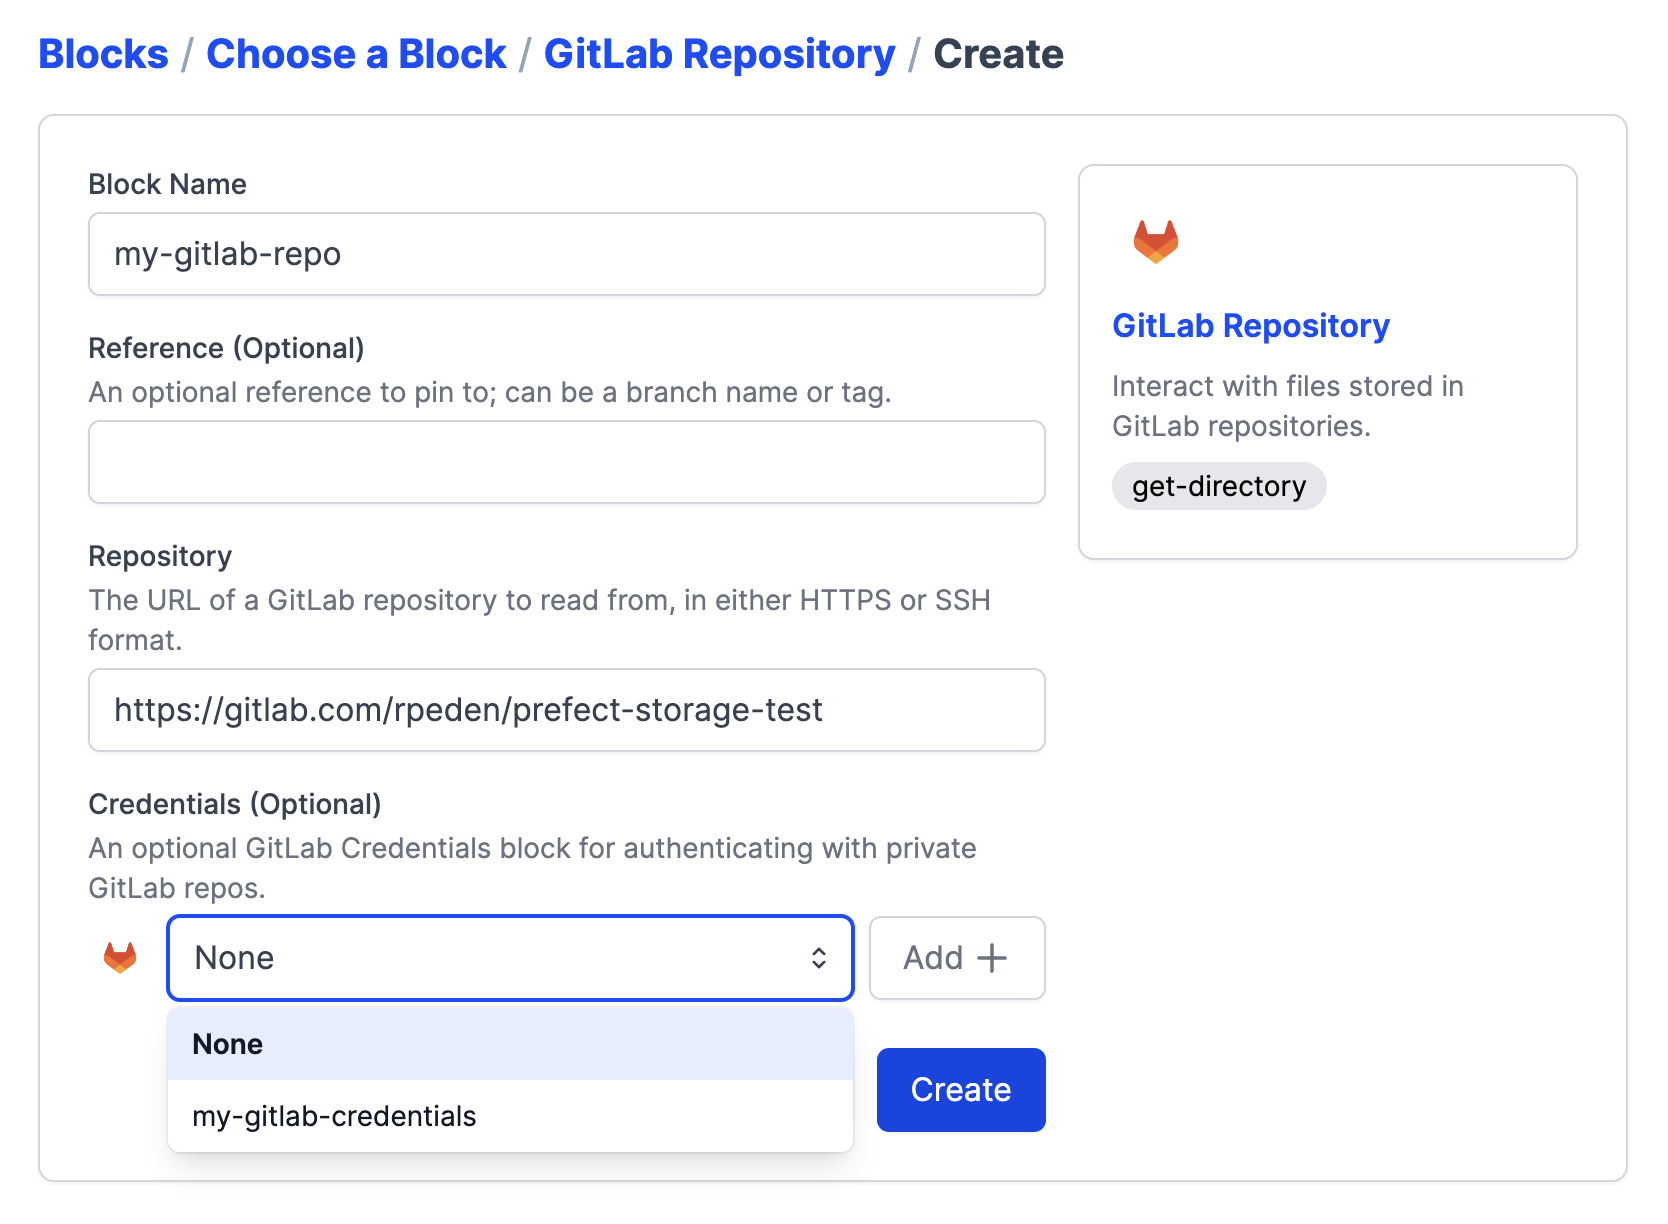 Blocks / Choose a Block / GitLab Repository / Create
Block Name
my-gitlab-repo
Reference (Optional)
An optional reference to pin to; can be a branch name or tag.
Repository
The URL of a GitLab repository to read from, in either HTTPS or SSH
format.
https://gitlab.com/rpeden/prefect-storage-test
Credentials (Optional)
An optional GitLab Credentials block for authenticating with private
GitLab repos.
None
Add
None
my-gitlab-credentials
Create
GitLab Repository
Interact with files stored in
GitLab repositories.
get-directory